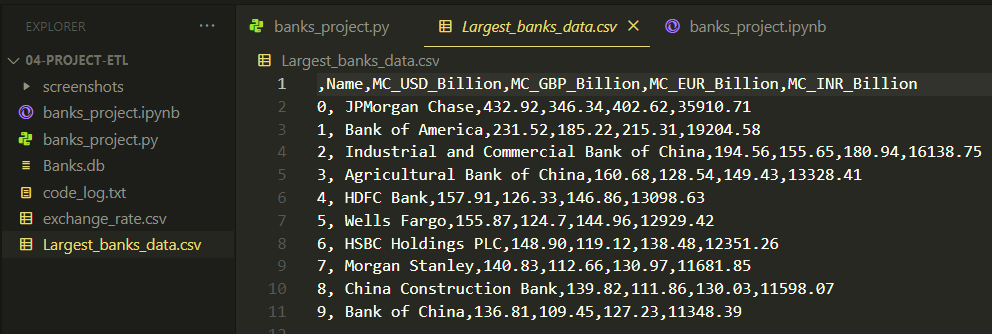 EXPLORER
04-PROJECT-ETL
screenshots
banks_project.ipynb
banks_project.py
Banks.db
code_log.txt
exchange_rate.csv
Largest_banks_data.csv
banks_project.py
Largest_banks_data.csv
banks_project.ipynb
Largest_banks_data.csv
1 ,Name,MC_USD_Billion,MC_GBP_Billion,MC_EUR_Billion,MC_INR_Billion
2 0, JPMorgan Chase,432.92,346.34,402.62,35910.71
3 1, Bank of America,231.52,185.22,215.31,19204.58
4 2, Industrial and Commercial Bank of China,194.56,155.65,180.94,16138.75
5 3, Agricultural Bank of China,160.68,128.54,149.43,13328.41
6 4, HDFC Bank,157.91,126.33,146.86,13098.63
7 5, Wells Fargo,155.87,124.7,144.96,12929.42
8 6, HSBC Holdings PLC,148.90,119.12,138.48,12351.26
9 7, Morgan Stanley,140.83,112.66,130.97,11681.85
10 8, China Construction Bank,139.82,111.86,130.03,11598.07
11 9, Bank of China,136.81,109.45,127.23,11348.39